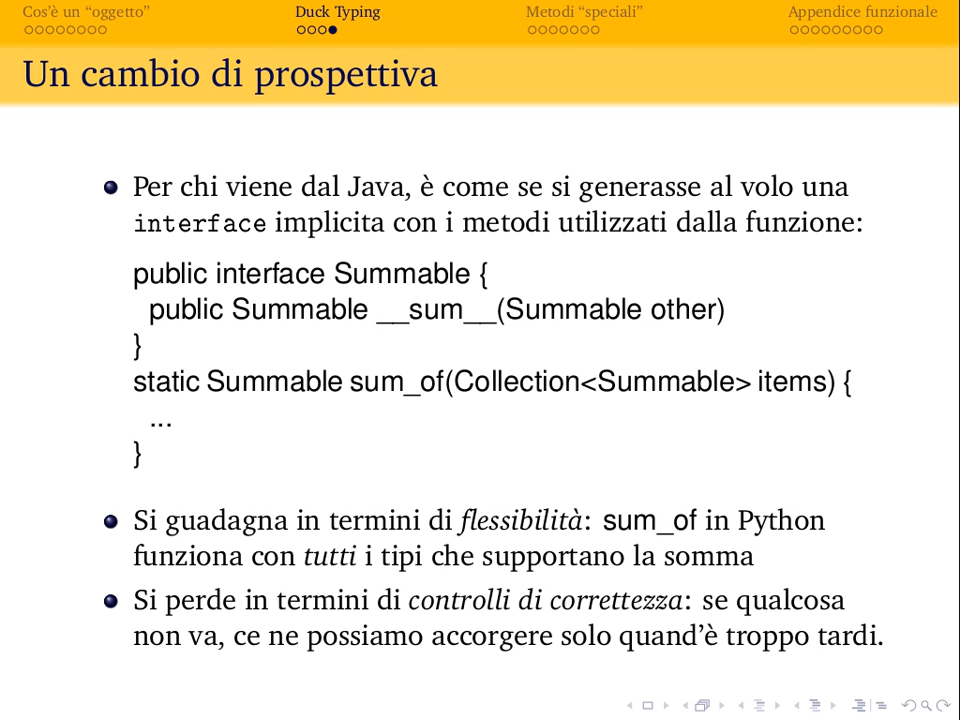 Cos'è un “oggetto” Duck Typing Metodi “speciali” Appendice funzionale
Un cambio di prospettiva
Per chi viene dal Java, è come se si generasse al volo una
interface implicita con i metodi utilizzati dalla funzione:
public interface Summable {
public Summable __sum__(Summable other)
}
static Summable sum_of(Collection<Summable> items) {
...
}
Si guadagna in termini di flessibilità: sum_of in Python
funziona con tutti i tipi che supportano la somma
Si perde in termini di controlli di correttezza: se qualcosa
non va, ce ne possiamo accorgere solo quand'è troppo tardi.